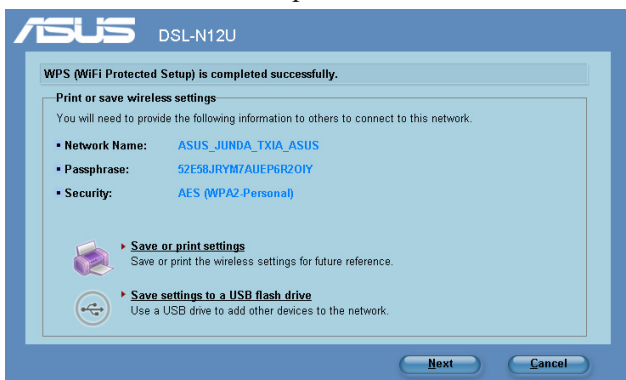 ASUS DSL-N12U
WPS (WiFi Protected Setup) is completed successfully.
Print or save wireless settings
You will need to provide the following information to others to connect to this network.
▪ Network Name: ASUS_JUNDA_TXIA_ASUS
▪ Passphrase: 52E58JRYM7AUEP6R2OIY
▪ Security: AES (WPA2-Personal)
Save or print settings
Save or print the wireless settings for future reference.
Save settings to a USB flash drive
Use a USB drive to add other devices to the network.
Next Cancel